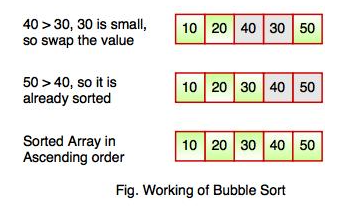 40 > 30, 30 is small,
so swap the value
10 20 40 30 50
50 > 40, so it is
already sorted
10 20 30 40 50
Sorted Array in
Ascending order
10 20 30 40 50
Fig. Working of Bubble Sort